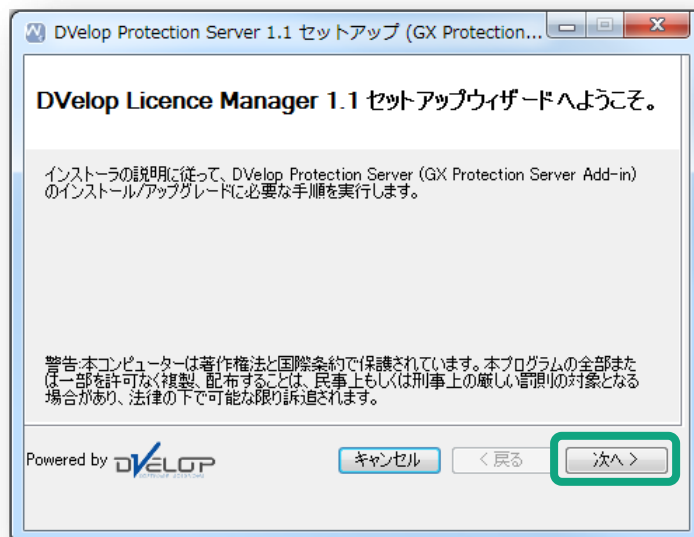 DVelop Protection Server 1.1 セットアップ (GX Protection...
DVelop Licence Manager 1.1 セットアップウィザードへようこそ。
インストーラの説明に従って、DVelop Protection Server (GX Protection Server Add-in)
のインストール/アップグレードに必要な手順を実行します。
警告:本コンピューターは著作権法と国際条約で保護されています。本プログラムの全部また
は一部を許可なく複製、配布することは、民事上もしくは刑事上の厳しい罰則の対象となる
場合があり、法律の下で可能な限り訴追されます。
Powered by DVELOP
キャンセル
< 戻る
次へ >